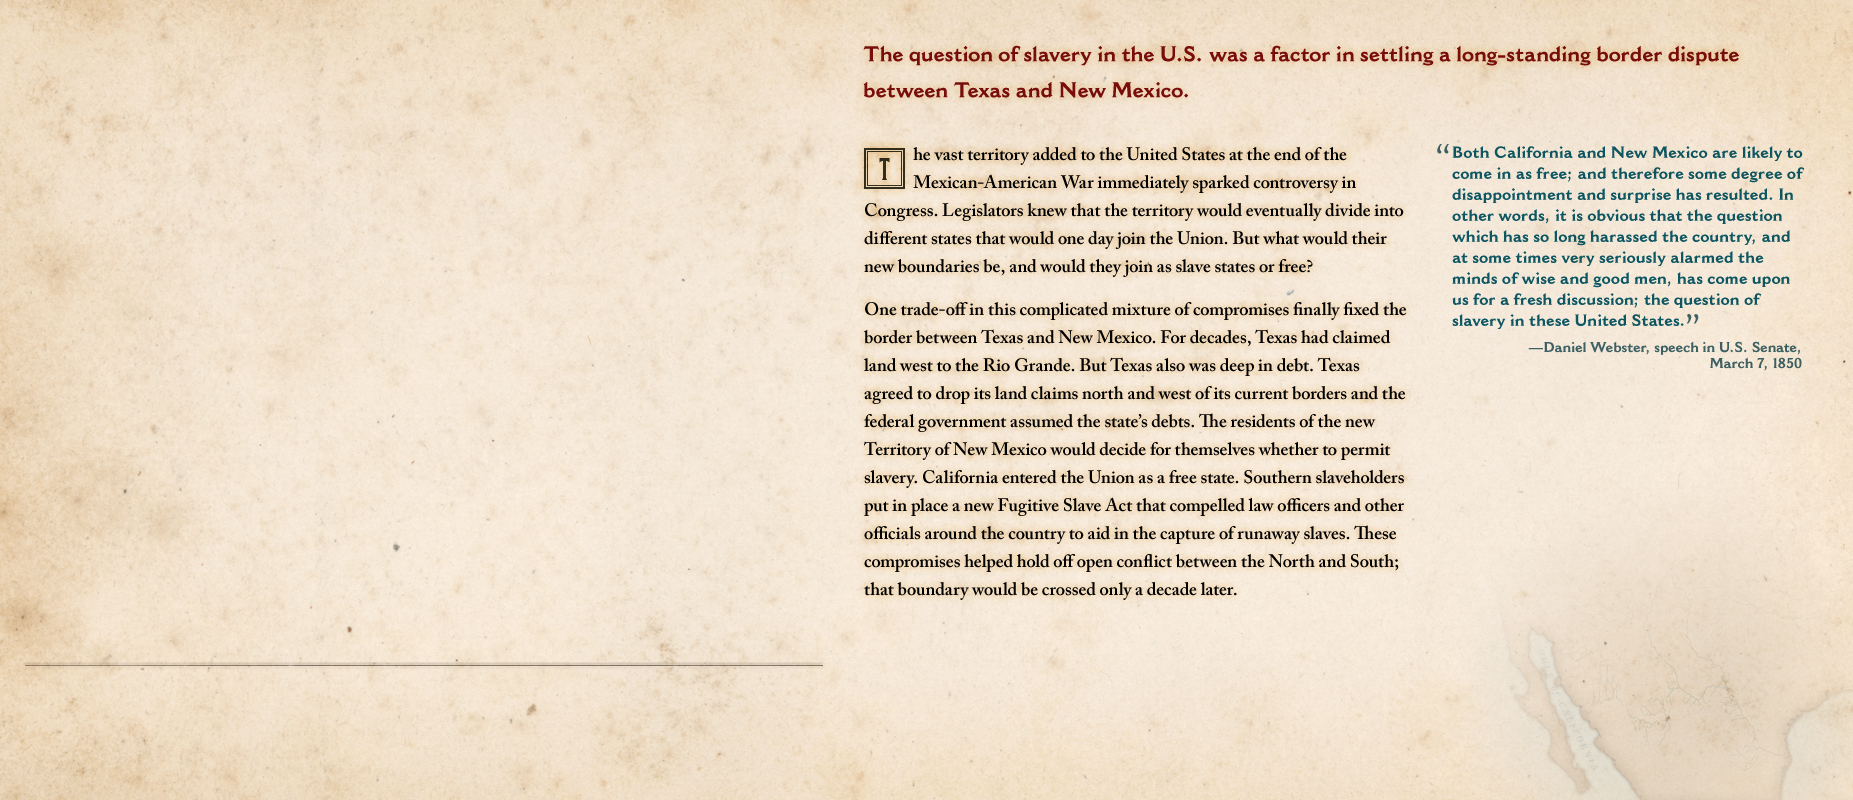 The question of slavery in the U.S. was a factor in settling a long-standing border dispute
between Texas and New Mexico.
The vast territory added to the United States at the end of the
Mexican-American War immediately sparked controversy in
Congress. Legislators knew that the territory would eventually divide into
different states that would one day join the Union. But what would their
new boundaries be, and would they join as slave states or free?
One trade-off in this complicated mixture of compromises finally fixed the
border between Texas and New Mexico. For decades, Texas had claimed
land west to the Rio Grande. But Texas also was deep in debt. Texas
agreed to drop its land claims north and west of its current borders and the
federal government assumed the state’s debts. The residents of the new
Territory of New Mexico would decide for themselves whether to permit
slavery. California entered the Union as a free state. Southern slaveholders
put in place a new Fugitive Slave Act that compelled law officers and other
officials around the country to aid in the capture of runaway slaves. These
compromises helped hold off open conflict between the North and South;
that boundary would be crossed only a decade later.
“Both California and New Mexico are likely to
come in as free; and therefore some degree of
disappointment and surprise has resulted. In
other words, it is obvious that the question
which has so long harassed the country, and
at some times very seriously alarmed the
minds of wise and good men, has come upon
us for a fresh discussion; the question of
slavery in these United States.”
—Daniel Webster, speech in U.S. Senate,
March 7, 1850